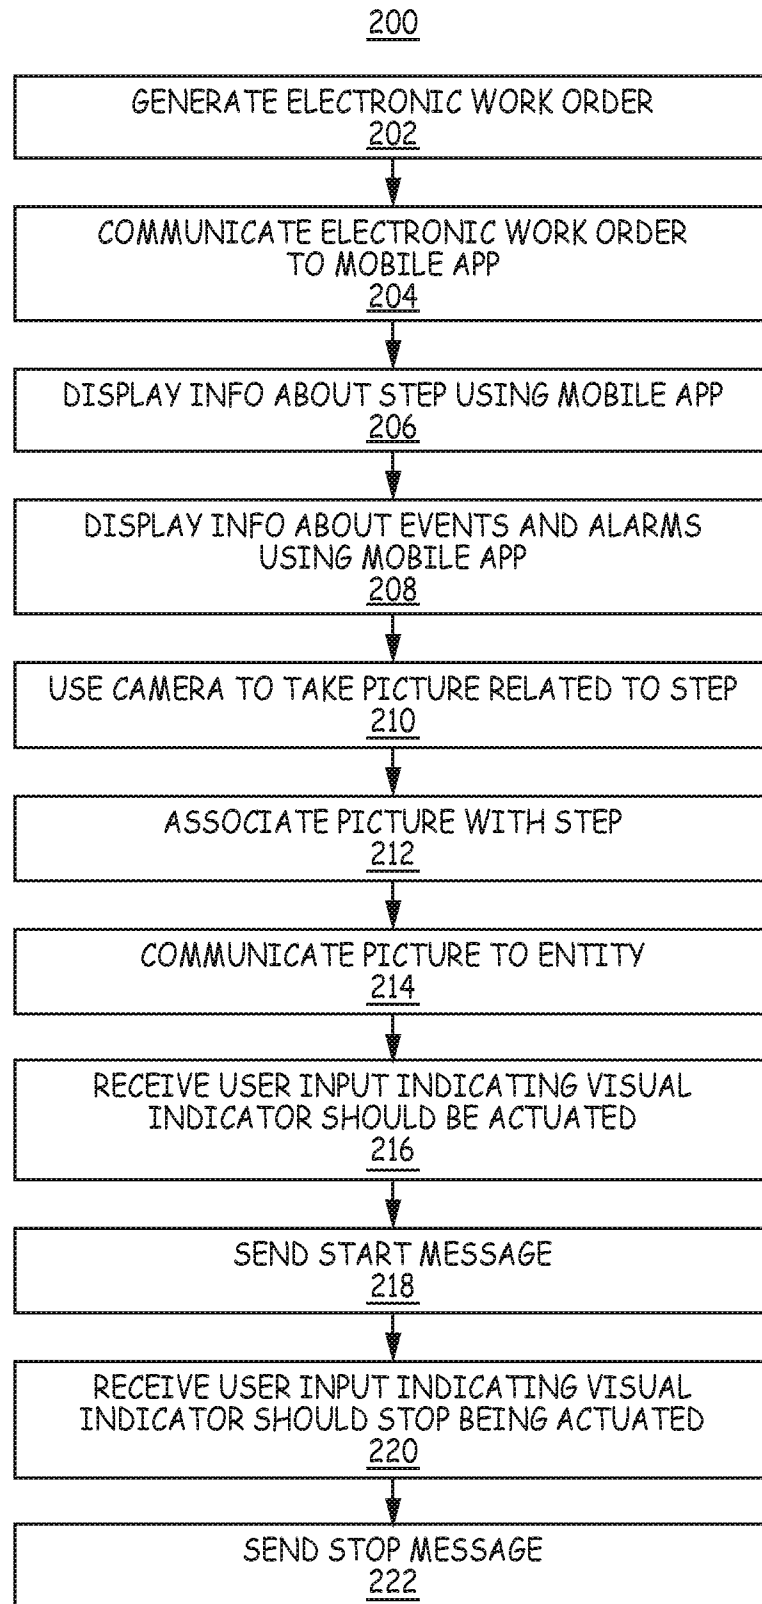 200
GENERATE ELECTRONIC WORK ORDER
202
COMMUNICATE ELECTRONIC WORK ORDER
TO MOBILE APP
204
DISPLAY INFO ABOUT STEP USING MOBILE APP
206
DISPLAY INFO ABOUT EVENTS AND ALARMS
USING MOBILE APP
208
USE CAMERA TO TAKE PICTURE RELATED TO STEP
210
ASSOCIATE PICTURE WITH STEP
212
COMMUNICATE PICTURE TO ENTITY
214
RECEIVE USER INPUT INDICATING VISUAL
INDICATOR SHOULD BE ACTUATED
216
SEND START MESSAGE
218
RECEIVE USER INPUT INDICATING VISUAL
INDICATOR SHOULD STOP BEING ACTUATED
220
SEND STOP MESSAGE
222